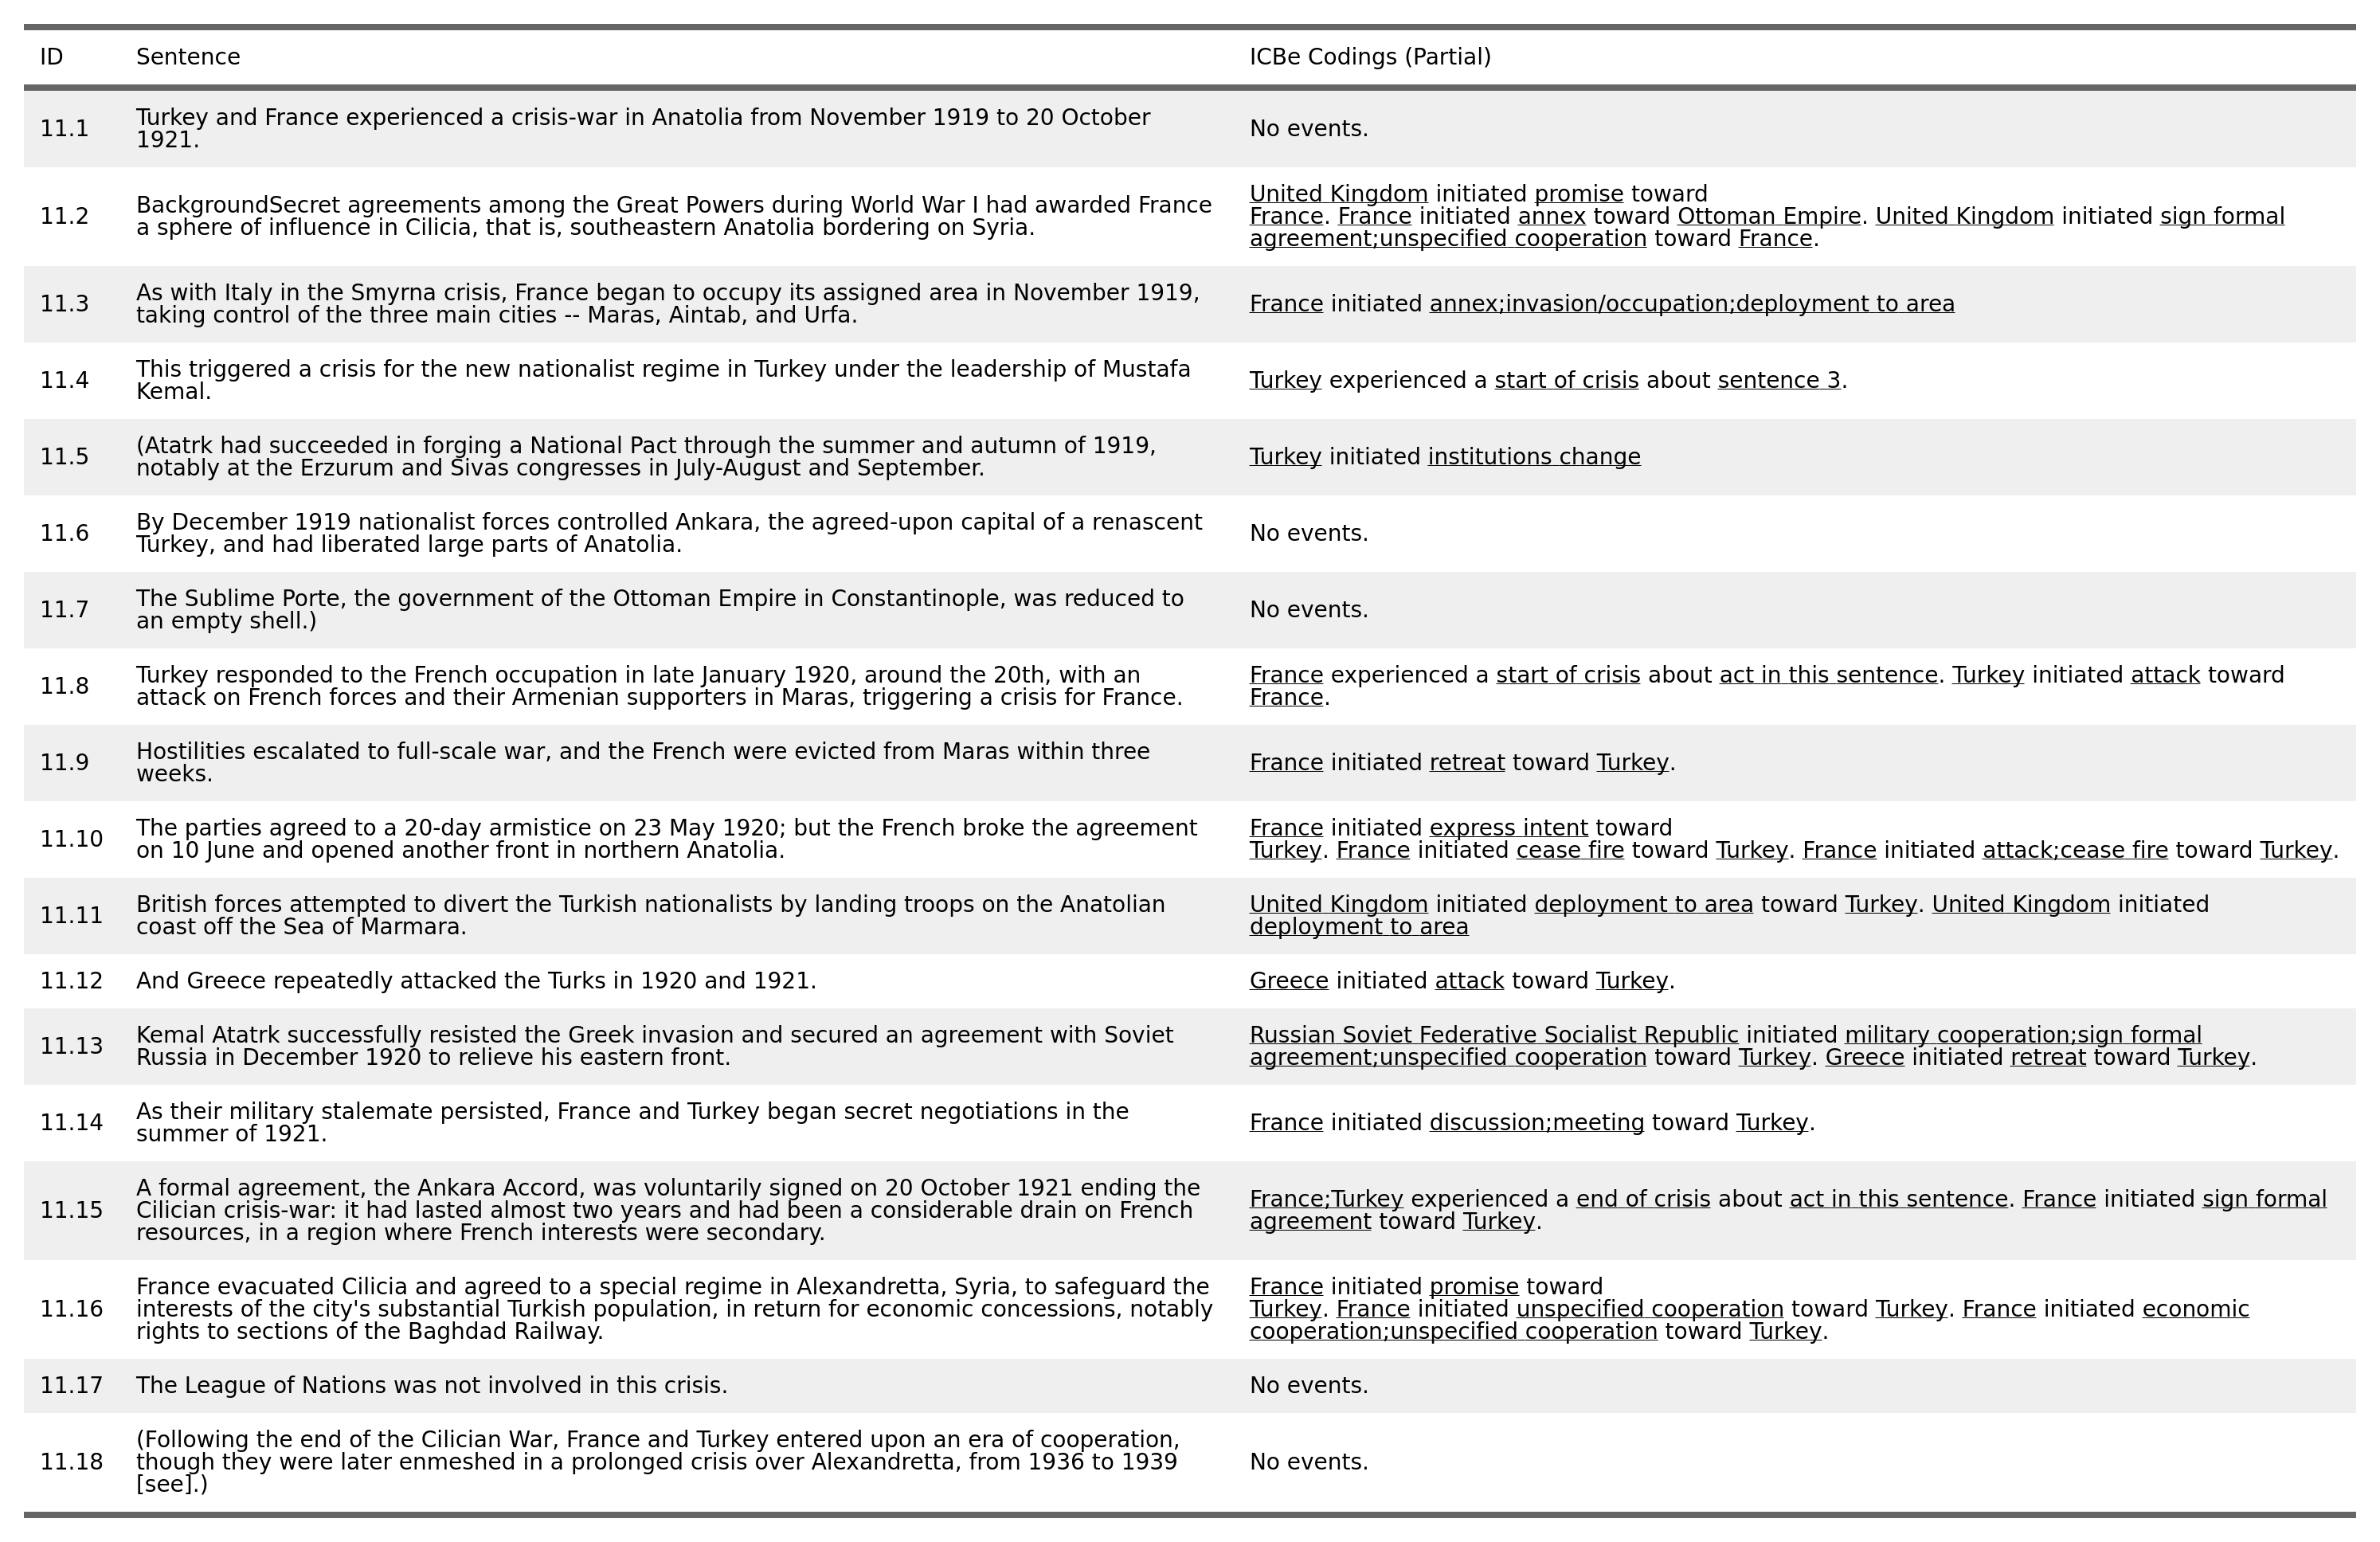 ID Sentence ICBe Codings (Partial)
11.1 Turkey and France experienced a crisis-war in Anatolia from November 1919 to 20 October
1921.
No events.
11.2 BackgroundSecret agreements among the Great Powers during World War I had awarded France
a sphere of influence in Cilicia, that is, southeastern Anatolia bordering on Syria.
United Kingdom initiated promise toward
France. France initiated annex toward Ottoman Empire. United Kingdom initiated sign formal
agreement;unspecified cooperation toward France.
11.3 As with Italy in the Smyrna crisis, France began to occupy its assigned area in November 1919,
taking control of the three main cities -- Maras, Aintab, and Urfa.
France initiated annex;invasion/occupation;deployment to area
11.4 This triggered a crisis for the new nationalist regime in Turkey under the leadership of Mustafa
Kemal.
Turkey experienced a start of crisis about sentence 3.
11.5 (Atatrk had succeeded in forging a National Pact through the summer and autumn of 1919,
notably at the Erzurum and Sivas congresses in July-August and September.
Turkey initiated institutions change
11.6 By December 1919 nationalist forces controlled Ankara, the agreed-upon capital of a renascent
Turkey, and had liberated large parts of Anatolia.
No events.
11.7 The Sublime Porte, the government of the Ottoman Empire in Constantinople, was reduced to
an empty shell.)
No events.
11.8 Turkey responded to the French occupation in late January 1920, around the 20th, with an
attack on French forces and their Armenian supporters in Maras, triggering a crisis for France.
France experienced a start of crisis about act in this sentence. Turkey initiated attack toward
France.
11.9 Hostilities escalated to full-scale war, and the French were evicted from Maras within three
weeks.
France initiated retreat toward Turkey.
11.10 The parties agreed to a 20-day armistice on 23 May 1920; but the French broke the agreement
on 10 June and opened another front in northern Anatolia.
France initiated express intent toward
Turkey. France initiated cease fire toward Turkey. France initiated attack;cease fire toward Turkey.
11.11 British forces attempted to divert the Turkish nationalists by landing troops on the Anatolian
coast off the Sea of Marmara.
United Kingdom initiated deployment to area toward Turkey. United Kingdom initiated
deployment to area
11.12 And Greece repeatedly attacked the Turks in 1920 and 1921.
Greece initiated attack toward Turkey.
11.13 Kemal Atatrk successfully resisted the Greek invasion and secured an agreement with Soviet
Russia in December 1920 to relieve his eastern front.
Russian Soviet Federative Socialist Republic initiated military cooperation;sign formal
agreement;unspecified cooperation toward Turkey. Greece initiated retreat toward Turkey.
11.14 As their military stalemate persisted, France and Turkey began secret negotiations in the
summer of 1921.
France initiated discussion;meeting toward Turkey.
11.15 A formal agreement, the Ankara Accord, was voluntarily signed on 20 October 1921 ending the
Cilician crisis-war: it had lasted almost two years and had been a considerable drain on French
resources, in a region where French interests were secondary.
France;Turkey experienced a end of crisis about act in this sentence. France initiated sign formal
agreement toward Turkey.
11.16 France evacuated Cilicia and agreed to a special regime in Alexandretta, Syria, to safeguard the
interests of the city's substantial Turkish population, in return for economic concessions, notably
rights to sections of the Baghdad Railway.
France initiated promise toward
Turkey. France initiated unspecified cooperation toward Turkey. France initiated economic
cooperation;unspecified cooperation toward Turkey.
11.17 The League of Nations was not involved in this crisis.
No events.
11.18 (Following the end of the Cilician War, France and Turkey entered upon an era of cooperation,
though they were later enmeshed in a prolonged crisis over Alexandretta, from 1936 to 1939
[see].)
No events.